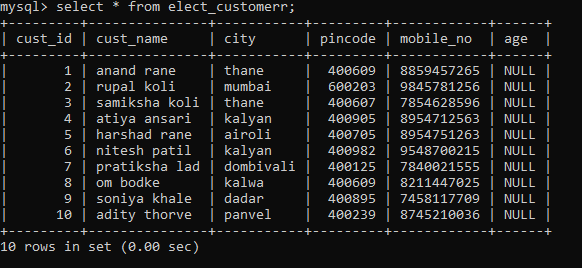 mysql> select * from elect_customerr;
+---------+---------------+-----------+---------+------------+------+
| cust_id | cust_name     | city      | pincode | mobile_no  | age  |
+---------+---------------+-----------+---------+------------+------+
|       1 | anand rane    | thane     |  400609 | 8859457265 | NULL |
|       2 | rupal koli    | mumbai    |  600203 | 9845781256 | NULL |
|       3 | samiksha koli | thane     |  400607 | 7854628596 | NULL |
|       4 | atiya ansari  | kalyan    |  400905 | 8954712563 | NULL |
|       5 | harshad rane  | airoli    |  400705 | 8954751263 | NULL |
|       6 | nitesh patil  | kalyan    |  400982 | 9548700215 | NULL |
|       7 | pratiksha lad | dombivali |  400125 | 7840021555 | NULL |
|       8 | om bodke      | kalwa     |  400609 | 8211447025 | NULL |
|       9 | soniya khale  | dadar     |  400895 | 7458117709 | NULL |
|      10 | adity thorve  | panvel    |  400239 | 8745210036 | NULL |
+---------+---------------+-----------+---------+------------+------+
10 rows in set (0.00 sec)